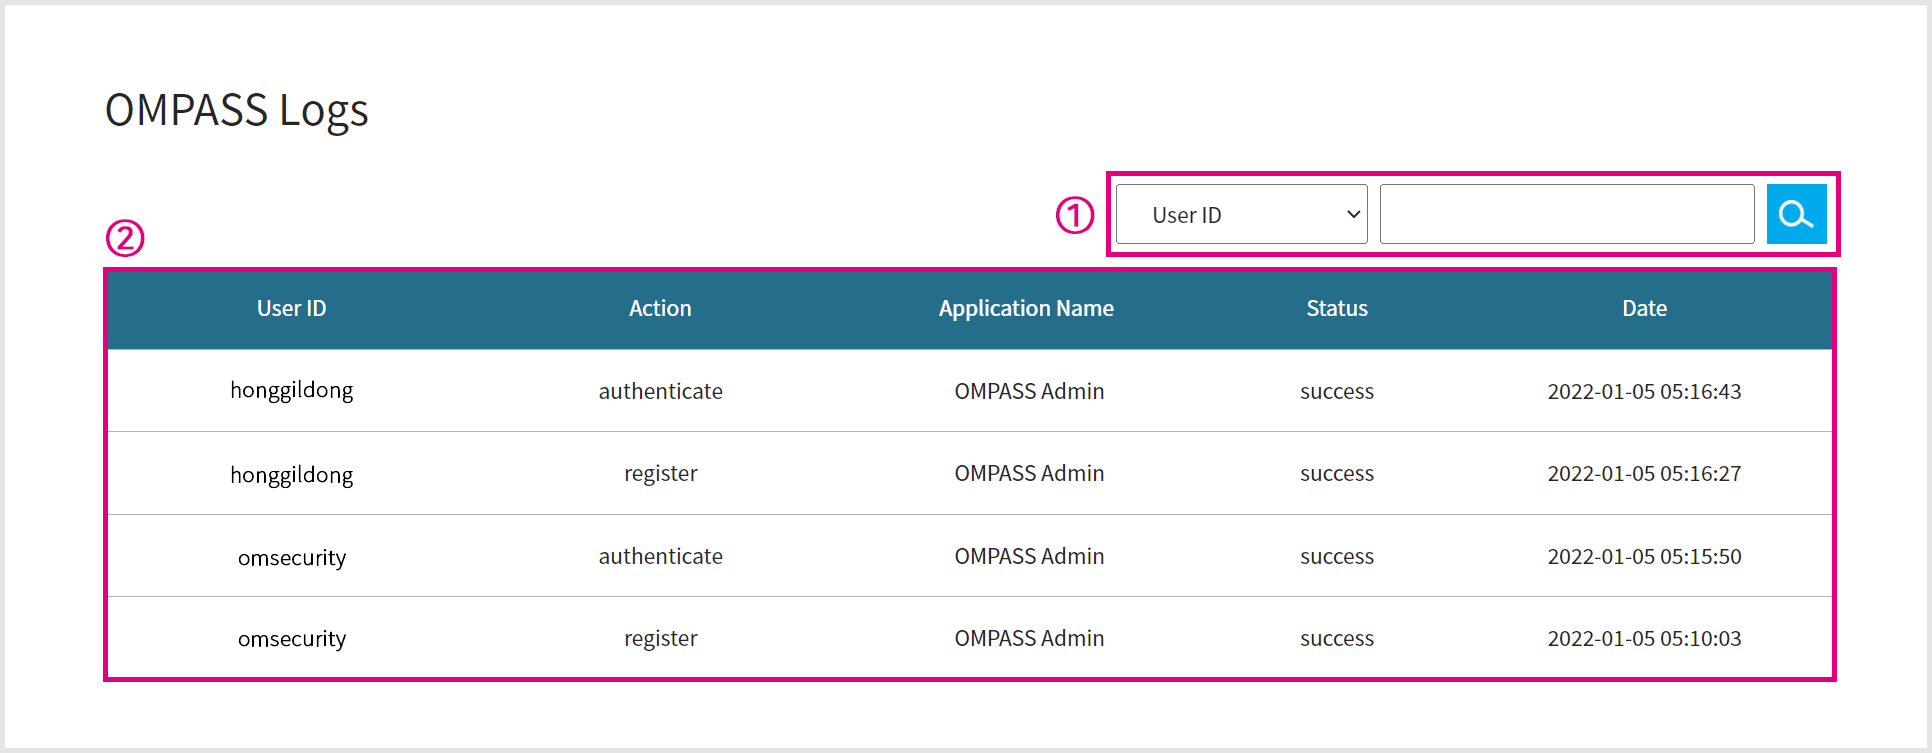 OMPASS Logs
① User ID
②
User ID Action Application Name Status Date
honggildong authenticate OMPASS Admin success 2022-01-05 05:16:43
honggildong register OMPASS Admin success 2022-01-05 05:16:27
omsecurity authenticate OMPASS Admin success 2022-01-05 05:15:50
omsecurity register OMPASS Admin success 2022-01-05 05:10:03